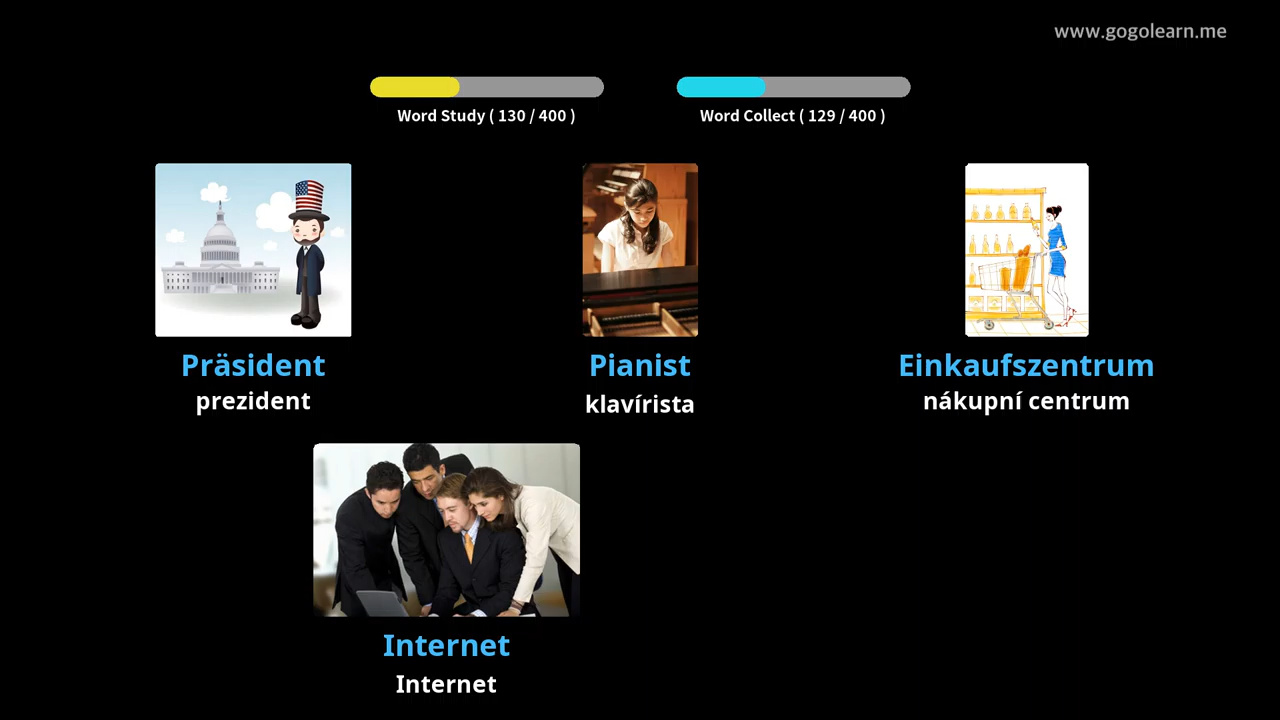 www.gogolearn.me
Word Study ( 130 / 400 )
Word Collect ( 129 / 400 )
Präsident
prezident
Pianist
klavírista
Einkaufszentrum
nákupní centrum
Internet
Internet